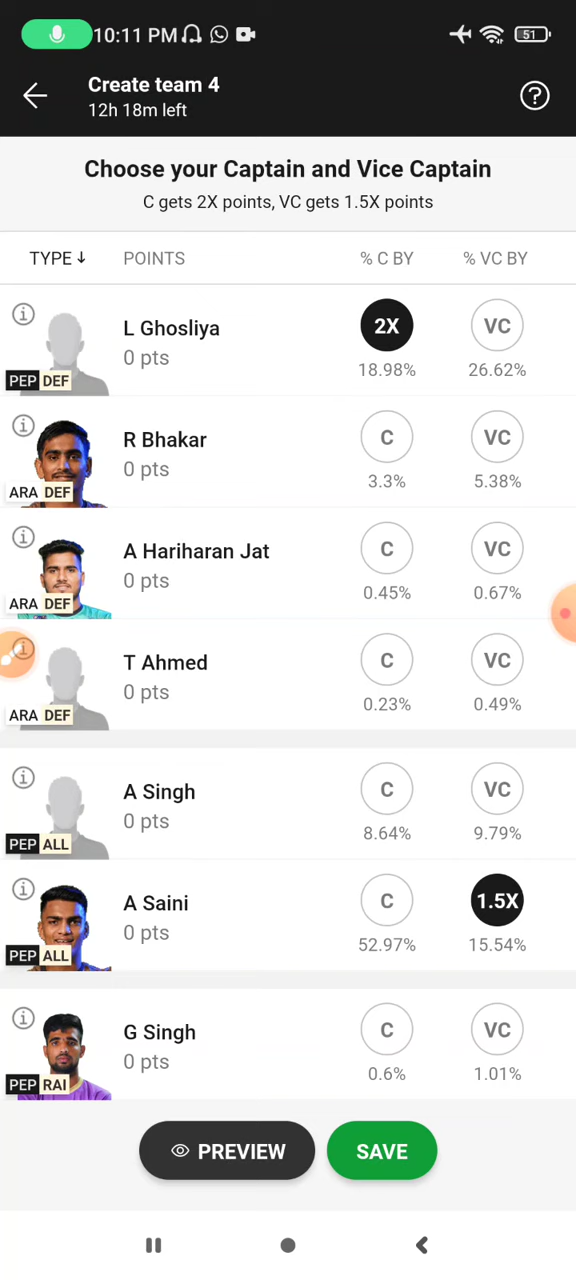 10:11 PM 51
Create team 4
12h 18m left
Choose your Captain and Vice Captain
C gets 2X points, VC gets 1.5X points
TYPE↓ POINTS % C BY % VC BY
L Ghosliya
0 pts
2X VC
18.98% 26.62%
PEP DEF
R Bhakar
0 pts
C VC
3.3% 5.38%
ARA DEF
A Hariharan Jat
0 pts
C VC
0.45% 0.67%
ARA DEF
T Ahmed
0 pts
C VC
0.23% 0.49%
ARA DEF
A Singh
0 pts
C VC
8.64% 9.79%
PEP ALL
A Saini
0 pts
C 1.5X
52.97% 15.54%
PEP ALL
G Singh
0 pts
C VC
0.6% 1.01%
PEP RAI
PREVIEW SAVE